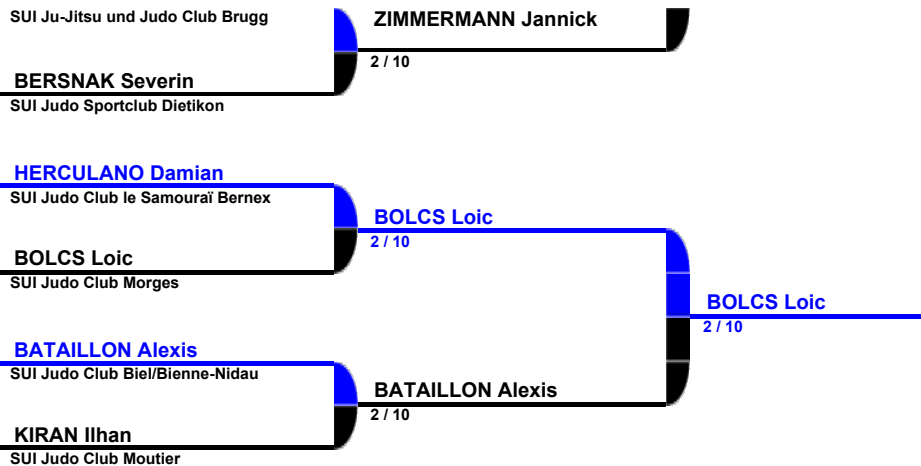 SUI Ju-Jitsu und Judo Club Brugg
ZIMMERMANN Jannick
2 / 10
BERSNAK Severin
SUI Judo Sportclub Dietikon
HERCULANO Damian
SUI Judo Club le Samouraï Bernex
BOLCS Loic
2 / 10
BOLCS Loic
SUI Judo Club Morges
BOLCS Loic
2 / 10
BATAILLON Alexis
SUI Judo Club Biel/Bienne-Nidau
BATAILLON Alexis
2 / 10
KIRAN Ilhan
SUI Judo Club Moutier